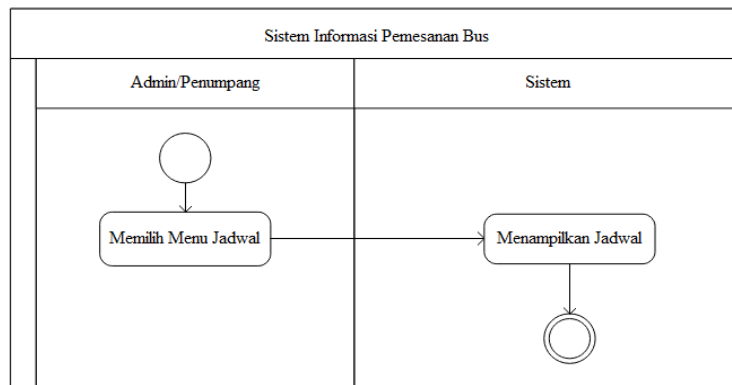 Sistem Informasi Pemesanan Bus
Admin/Penumpang
Sistem
Memilih Menu Jadwal
Menampilkan Jadwal